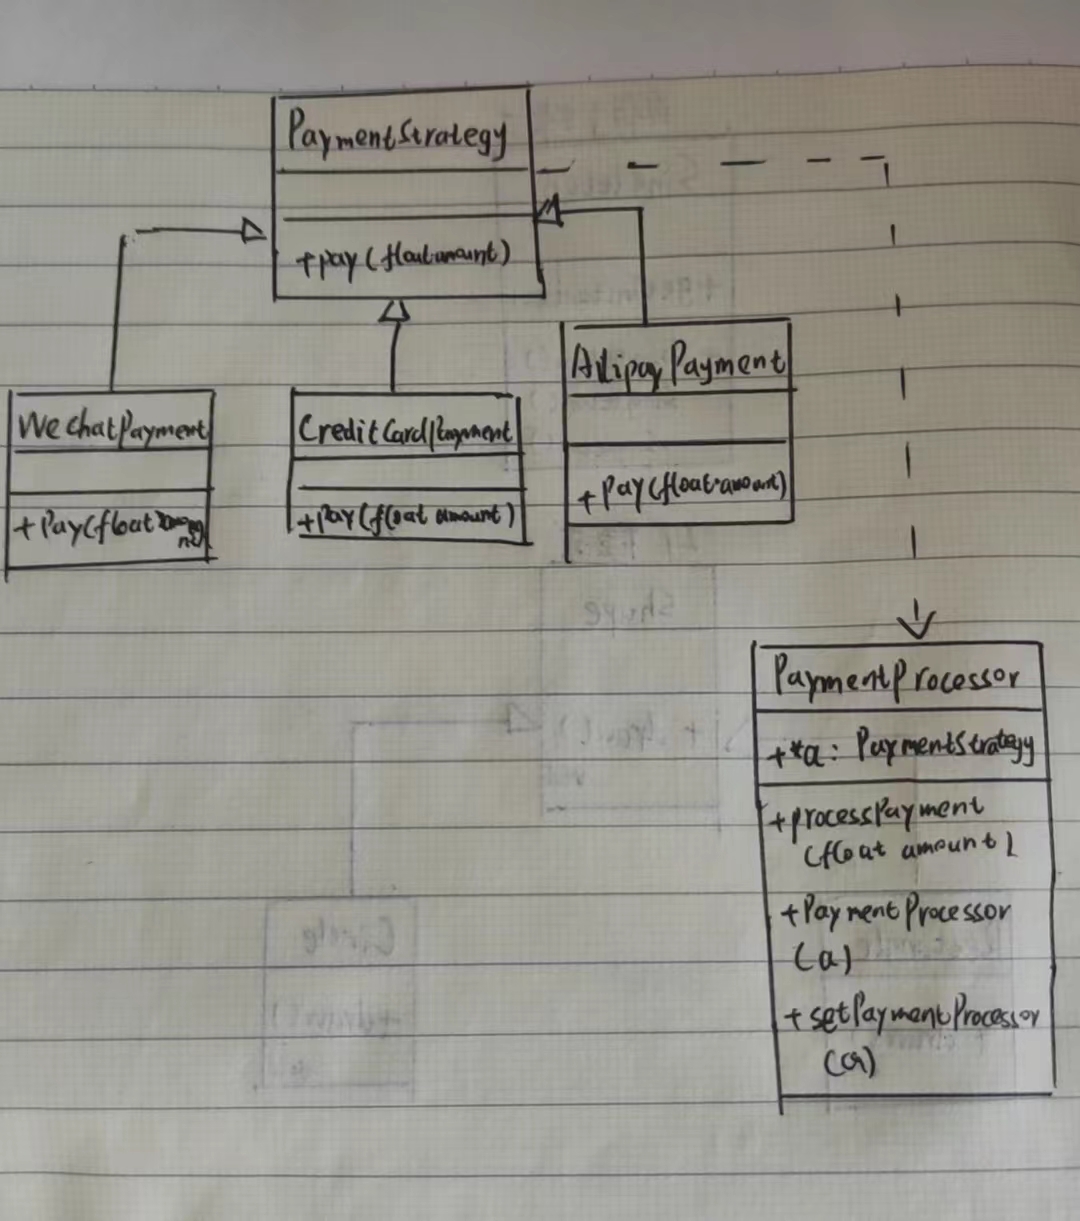 PaymentStrategy
+pay(float amount)
WechatPayment
+Pay(float
CreditCardPayment
+Pay(float amount)
AlipayPayment
+Pay(float amount)
PaymentProcessor
+*a: PaymentStrategy
+processPayment
(float amount)
+PaymentProcessor
(a)
+setPaymentProcessor
(a)